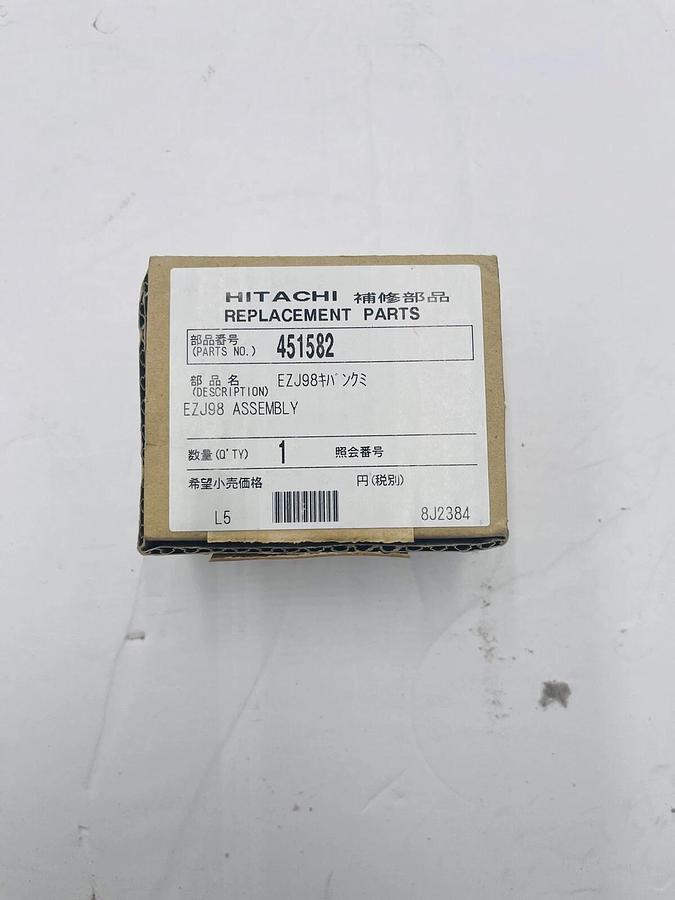 HITACHI 補修部品
REPLACEMENT PARTS
部品番号
(PARTS NO.) 451582
部品名 EZJ98ｷﾊﾞﾝｸﾐ
(DESCRIPTION)
EZJ98 ASSEMBLY
数量(Q'TY) 1 照会番号
希望小売価格 円(税別)
L5 8J2384